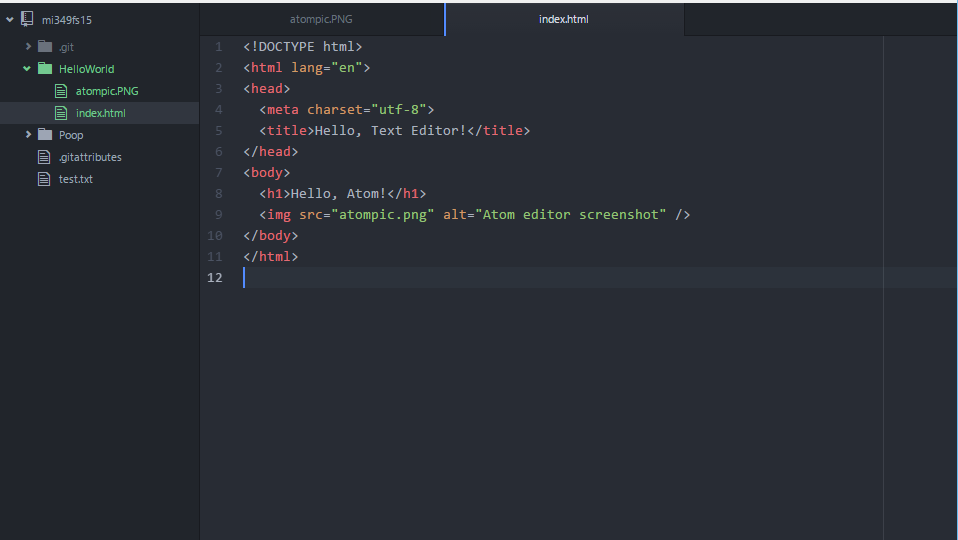 mi349fs15
.git
HelloWorld
atompic.PNG
index.html
Poop
.gitattributes
test.txt
atompic.PNG
index.html
1 <!DOCTYPE html>
2 <html lang="en">
3 <head>
4   <meta charset="utf-8">
5   <title>Hello, Text Editor!</title>
6 </head>
7 <body>
8   <h1>Hello, Atom!</h1>
9   <img src="atompic.png" alt="Atom editor screenshot" />
10 </body>
11 </html>
12